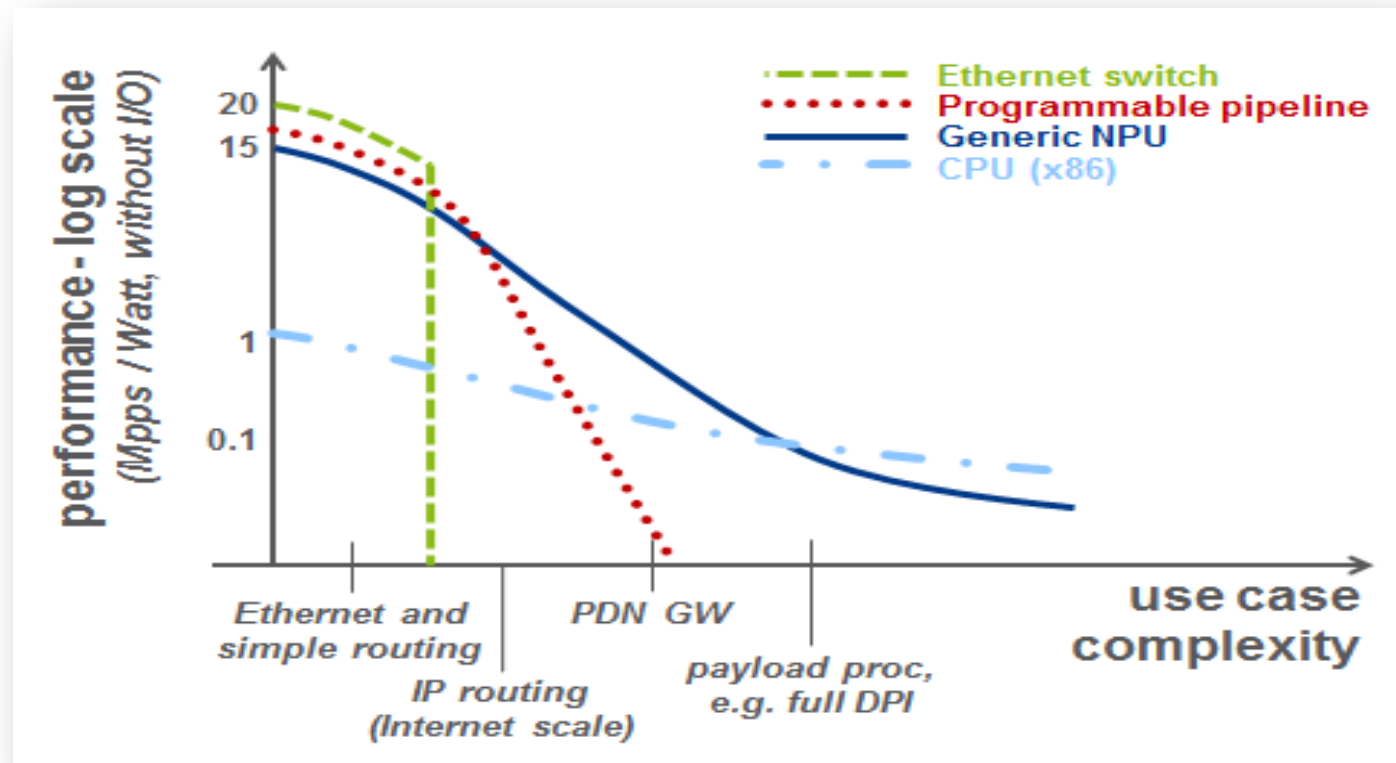 performance - log scale
(Mpps / Watt, without I/O)
20
15
1
0.1
Ethernet switch
Programmable pipeline
Generic NPU
CPU (x86)
Ethernet and
simple routing
IP routing
(Internet scale)
PDN GW
payload proc,
e.g. full DPI
use case
complexity